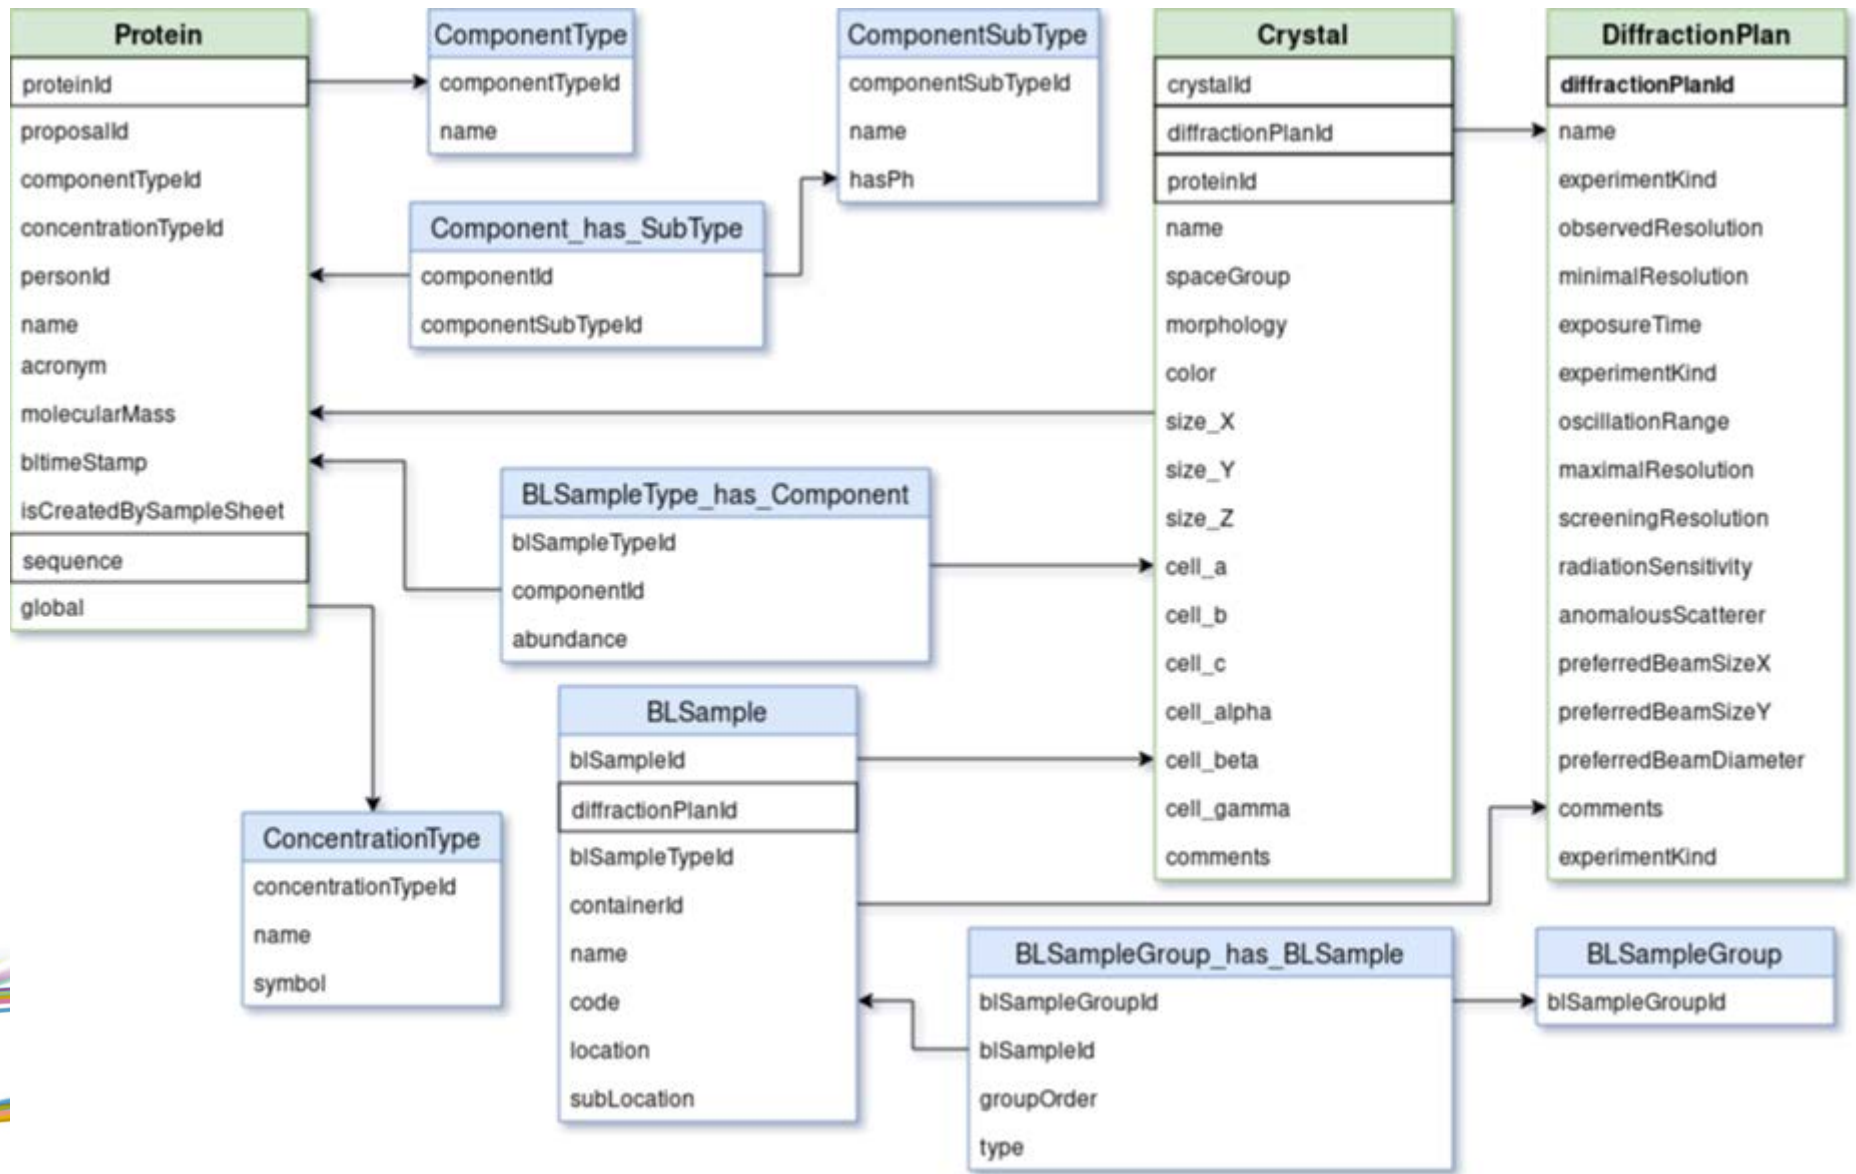 Protein
proteinId
proposalId
componentTypeId
concentrationTypeId
personId
name
acronym
molecularMass
bltimeStamp
isCreatedBySampleSheet
sequence
global
ComponentType
componentTypeId
name
ComponentSubType
componentSubTypeId
name
hasPh
Component_has_SubType
componentId
componentSubTypeId
Crystal
crystalId
diffractionPlanId
proteinId
name
spaceGroup
morphology
color
size_X
size_Y
size_Z
cell_a
cell_b
cell_c
cell_alpha
cell_beta
cell_gamma
comments
DiffractionPlan
diffractionPlanId
name
experimentKind
observedResolution
minimalResolution
exposureTime
experimentKind
oscillationRange
maximalResolution
screeningResolution
radiationSensitivity
anomalousScatterer
preferredBeamSizeX
preferredBeamSizeY
preferredBeamDiameter
comments
experimentKind
BLSampleType_has_Component
blSampleTypeId
componentId
abundance
BLSample
blSampleId
diffractionPlanId
blSampleTypeId
containerId
name
code
location
subLocation
ConcentrationType
concentrationTypeId
name
symbol
BLSampleGroup_has_BLSample
blSampleGroupId
blSampleId
groupOrder
type
BLSampleGroup
blSampleGroupId